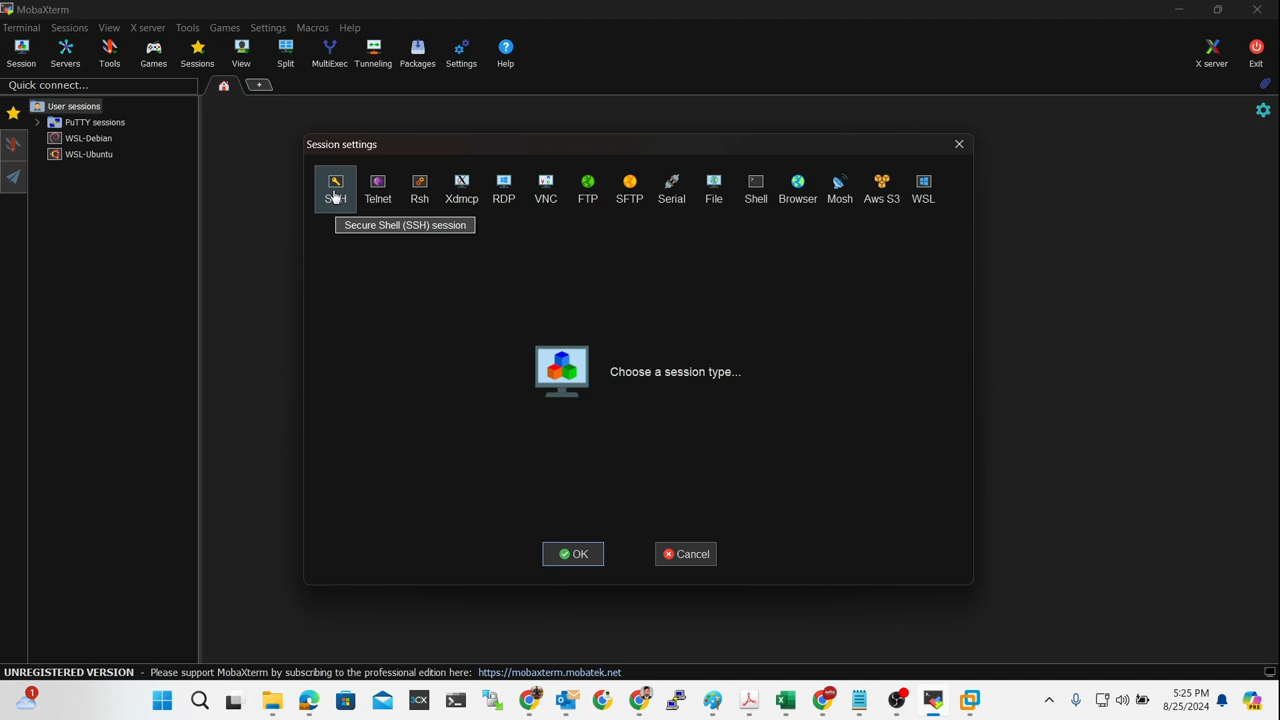 MobaXterm
Terminal Sessions View X server Tools Games Settings Macros Help
Session Servers Tools Games Sessions View Split MultiExec Tunneling Packages Settings Help X server Exit
Quick connect...
User sessions
PuTTY sessions
WSL-Debian
WSL-Ubuntu
Session settings
SSH Telnet Rsh Xdmcp RDP VNC FTP SFTP Serial File Shell Browser Mosh Aws S3 WSL
Secure Shell (SSH) session
Choose a session type...
OK Cancel
UNREGISTERED VERSION - Please support MobaXterm by subscribing to the professional edition here: https://mobaxterm.mobatek.net
1
5:25 PM
8/25/2024
PRE